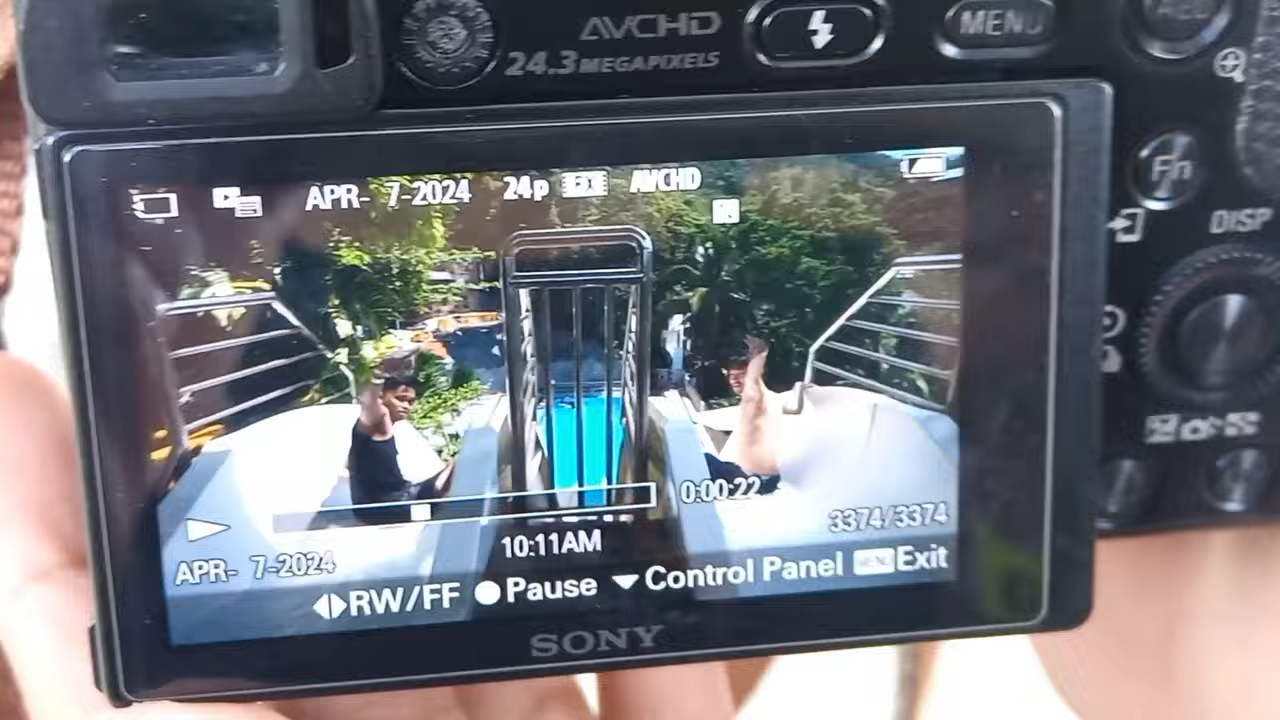 AVCHD
24.3 MEGAPIXELS
MENU
Fn
DISP
APR- 7-2024 24p AVCHD
0:00:22
3374/3374
10:11AM
APR- 7-2024
RW/FF Pause Control Panel MENU Exit
SONY